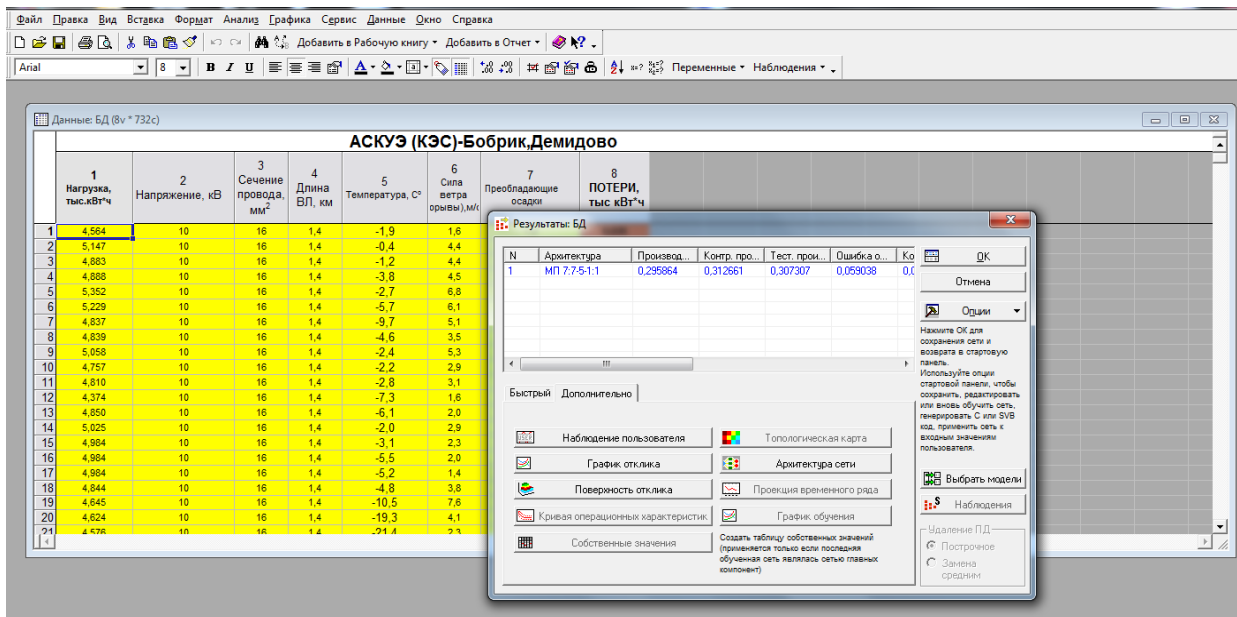 Файл Правка Вид Вставка Формат Анализ Графика Сервис Данные Окно Справка
Добавить в Рабочую книгу Добавить в Отчет
Arial 8 Ж К U Переменные Наблюдения
Данные: БД (8v * 732c)
АСКУЭ (КЭС)-Бобрик,Демидово
1 Нагрузка, тыс.кВт*ч
2 Напряжение, кВ
3 Сечение провода, мм²
4 Длина ВЛ, км
5 Температура, С°
6 Сила ветра орывы),м/с
7 Преобладающие осадки
8 ПОТЕРИ, тыс кВт*ч
1 4,564 10 16 1,4 -1,9 1,6
2 5,147 10 16 1,4 -0,4 4,4
3 4,883 10 16 1,4 -1,2 4,4
4 4,888 10 16 1,4 -3,8 4,5
5 5,352 10 16 1,4 -2,7 6,8
6 5,229 10 16 1,4 -5,7 6,1
7 4,837 10 16 1,4 -9,7 5,1
8 4,839 10 16 1,4 -4,6 3,5
9 5,058 10 16 1,4 -2,4 5,3
10 4,757 10 16 1,4 -2,2 2,9
11 4,810 10 16 1,4 -2,8 3,1
12 4,374 10 16 1,4 -7,3 1,6
13 4,850 10 16 1,4 -6,1 2,0
14 5,025 10 16 1,4 -2,0 2,9
15 4,984 10 16 1,4 -3,1 2,3
16 4,984 10 16 1,4 -5,5 2,0
17 4,984 10 16 1,4 -5,2 1,4
18 4,844 10 16 1,4 -4,8 3,8
19 4,645 10 16 1,4 -10,5 7,6
20 4,624 10 16 1,4 -19,3 4,1
21 4,576 10 16 1,4 -21,4 2,3
Результаты: БД
N Архитектура Производ... Контр. про... Тест. прои... Ошибка о... Ко
1 МП 7:7-5-1:1 0,295864 0,312661 0,307307 0,059038 0,0
Быстрый Дополнительно
Наблюдение пользователя Топологическая карта
График отклика Архитектура сети
Поверхность отклика Проекция временного ряда
Кривая операционных характеристик График обучения
Собственные значения
Создать таблицу собственных значений
(применяется только если последняя
обученная сеть являлась сетью главных
компонент)
OK
Отмена
Опции
Нажмите ОК для
сохранения сети и
возврата в стартовую
панель.
Используйте опции
стартовой панели, чтобы
сохранить, редактировать
или вновь обучить сеть,
генерировать С или SVB
код, применить сеть к
входным значениям
пользователя.
Выбрать модели
Наблюдения
Удаление ПД
Построчное
Замена
средним